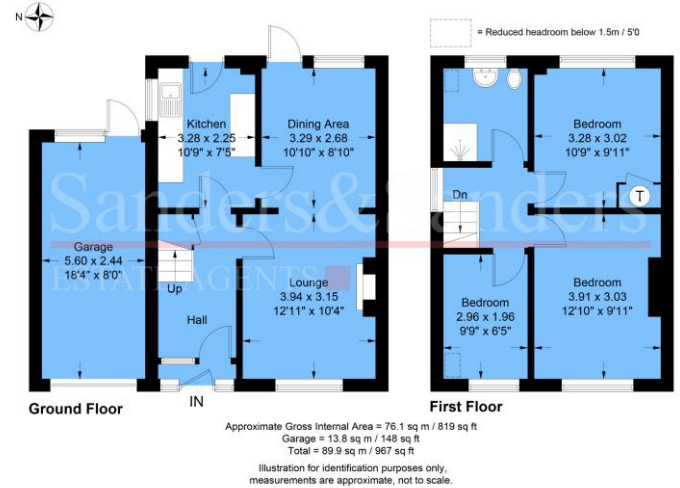 N
= Reduced headroom below 1.5m / 5'0
Kitchen
3.28 x 2.25
10'9" x 7'5"
Dining Area
3.29 x 2.68
10'10" x 8'10"
Bedroom
3.28 x 3.02
10'9" x 9'11"
Dn
T
Sanders&Sanders
ESTATE AGENTS
Garage
5.60 x 2.44
18'4" x 8'0"
Up
Hall
Lounge
3.94 x 3.15
12'11" x 10'4"
Bedroom
2.96 x 1.96
9'9" x 6'5"
Bedroom
3.91 x 3.03
12'10" x 9'11"
IN
Ground Floor
First Floor
Approximate Gross Internal Area = 76.1 sq m / 819 sq ft
Garage = 13.8 sq m / 148 sq ft
Total = 89.9 sq m / 967 sq ft
Illustration for identification purposes only,
measurements are approximate, not to scale.